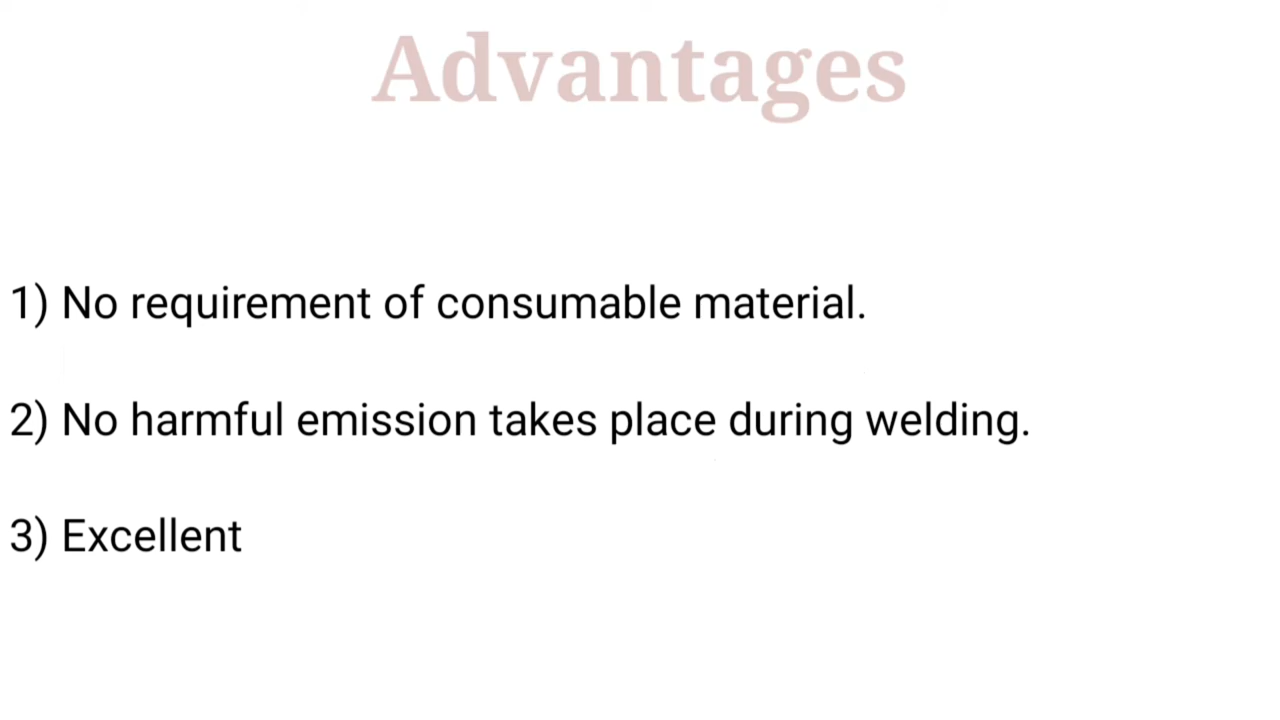 Advantages
1) No requirement of consumable material.
2) No harmful emission takes place during welding.
3) Excellent